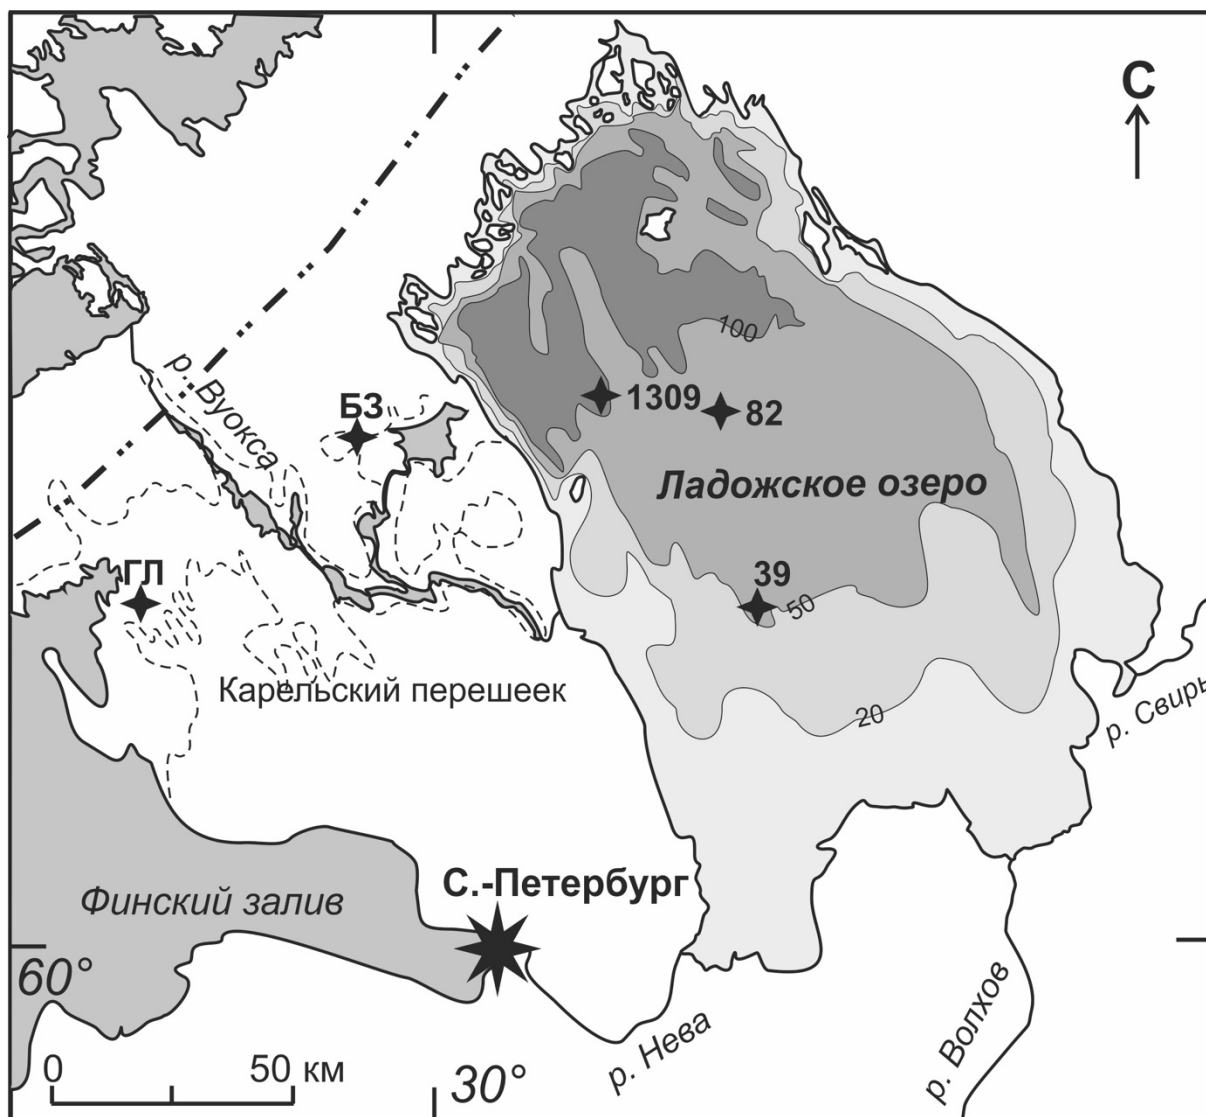 С
100
р. Вуокса
БЗ
1309
82
Ладожское озеро
ГЛ
39
50
Карельский перешеек
20
р. Свирь
С.-Петербург
Финский залив
60°
р. Нева
р. Волхов
0
50 км
30°